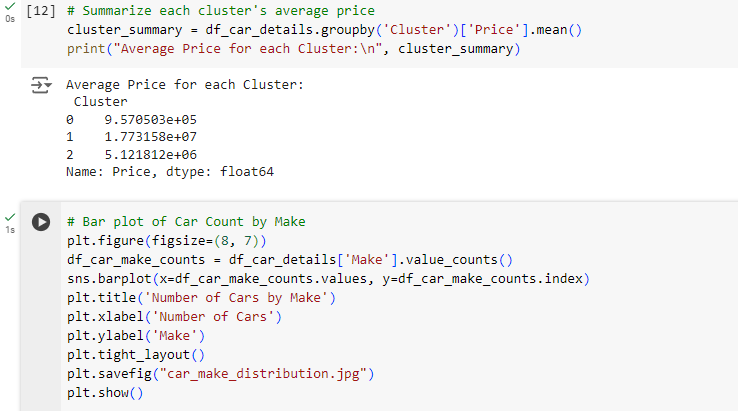 [12] # Summarize each cluster's average price
0s
cluster_summary = df_car_details.groupby('Cluster')['Price'].mean()
print("Average Price for each Cluster:\n", cluster_summary)
Average Price for each Cluster:
 Cluster
0    9.570503e+05
1    1.773158e+07
2    5.121812e+06
Name: Price, dtype: float64
1s
# Bar plot of Car Count by Make
plt.figure(figsize=(8, 7))
df_car_make_counts = df_car_details['Make'].value_counts()
sns.barplot(x=df_car_make_counts.values, y=df_car_make_counts.index)
plt.title('Number of Cars by Make')
plt.xlabel('Number of Cars')
plt.ylabel('Make')
plt.tight_layout()
plt.savefig("car_make_distribution.jpg")
plt.show()